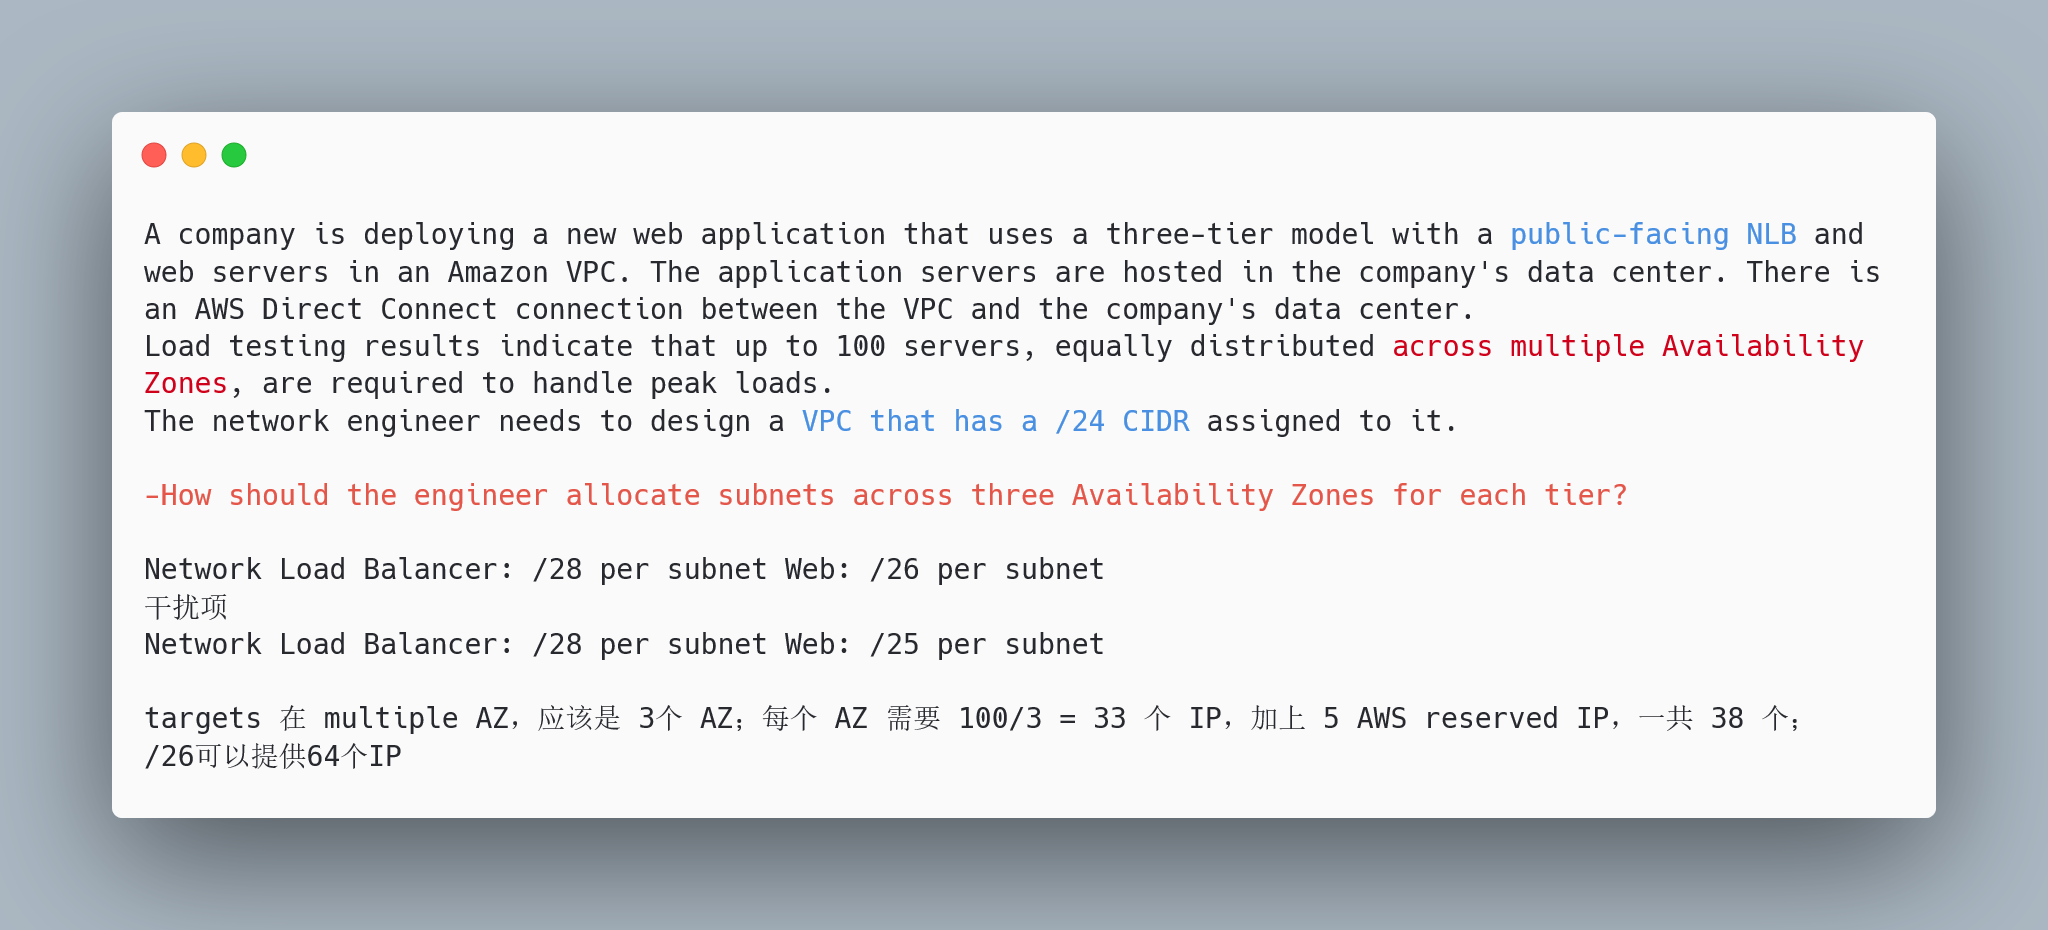 A company is deploying a new web application that uses a three-tier model with a public-facing NLB and
web servers in an Amazon VPC. The application servers are hosted in the company's data center. There is
an AWS Direct Connect connection between the VPC and the company's data center.
Load testing results indicate that up to 100 servers, equally distributed across multiple Availability
Zones, are required to handle peak loads.
The network engineer needs to design a VPC that has a /24 CIDR assigned to it.
-How should the engineer allocate subnets across three Availability Zones for each tier?
Network Load Balancer: /28 per subnet Web: /26 per subnet
干扰项
Network Load Balancer: /28 per subnet Web: /25 per subnet
targets 在 multiple AZ，应该是 3个 AZ；每个 AZ 需要 100/3 = 33 个 IP，加上 5 AWS reserved IP，一共 38 个；
/26可以提供64个IP